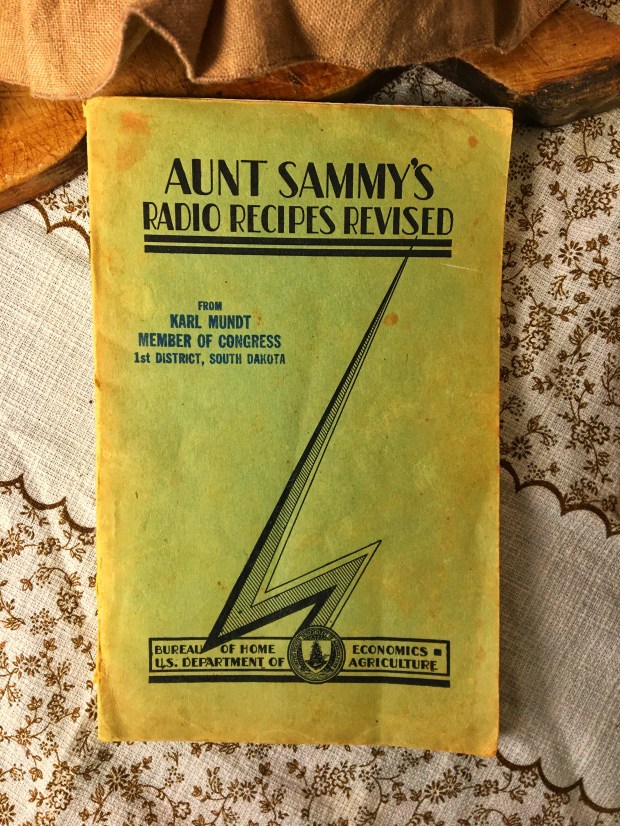 AUNT SAMMY'S
RADIO RECIPES REVISED
FROM
KARL MUNDT
MEMBER OF CONGRESS
1st DISTRICT, SOUTH DAKOTA
BUREAU OF HOME ECONOMICS
U.S. DEPARTMENT OF AGRICULTURE